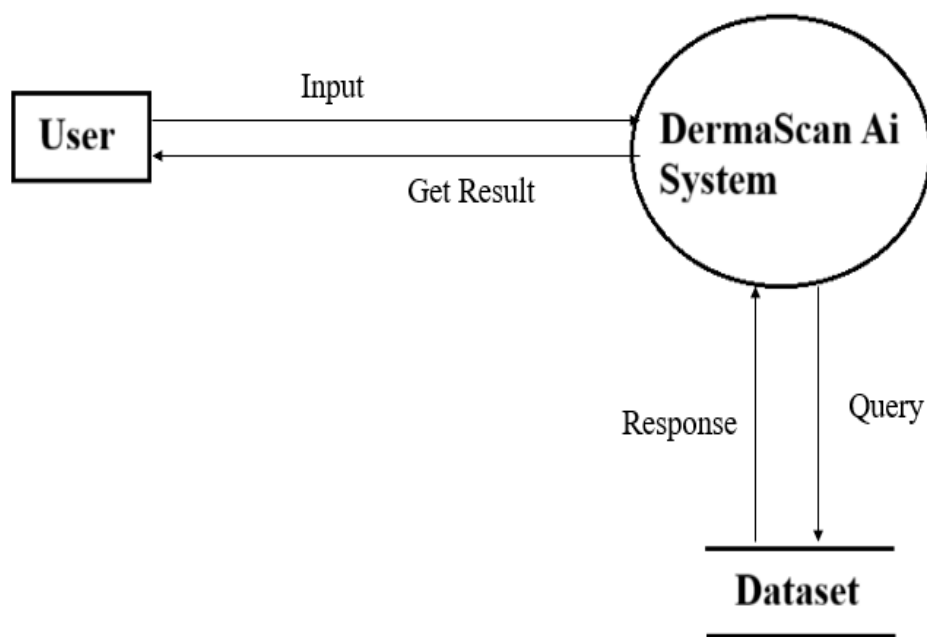 Input
User
DermaScan Ai
System
Get Result
Response
Query
Dataset